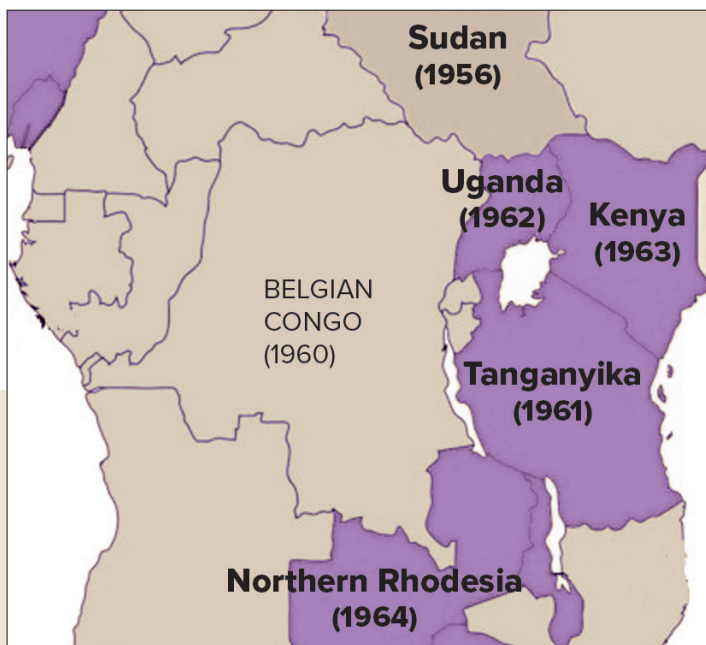 Sudan
(1956)
Uganda
(1962)
Kenya
(1963)
BELGIAN
CONGO
(1960)
Tanganyika
(1961)
Northern Rhodesia
(1964)